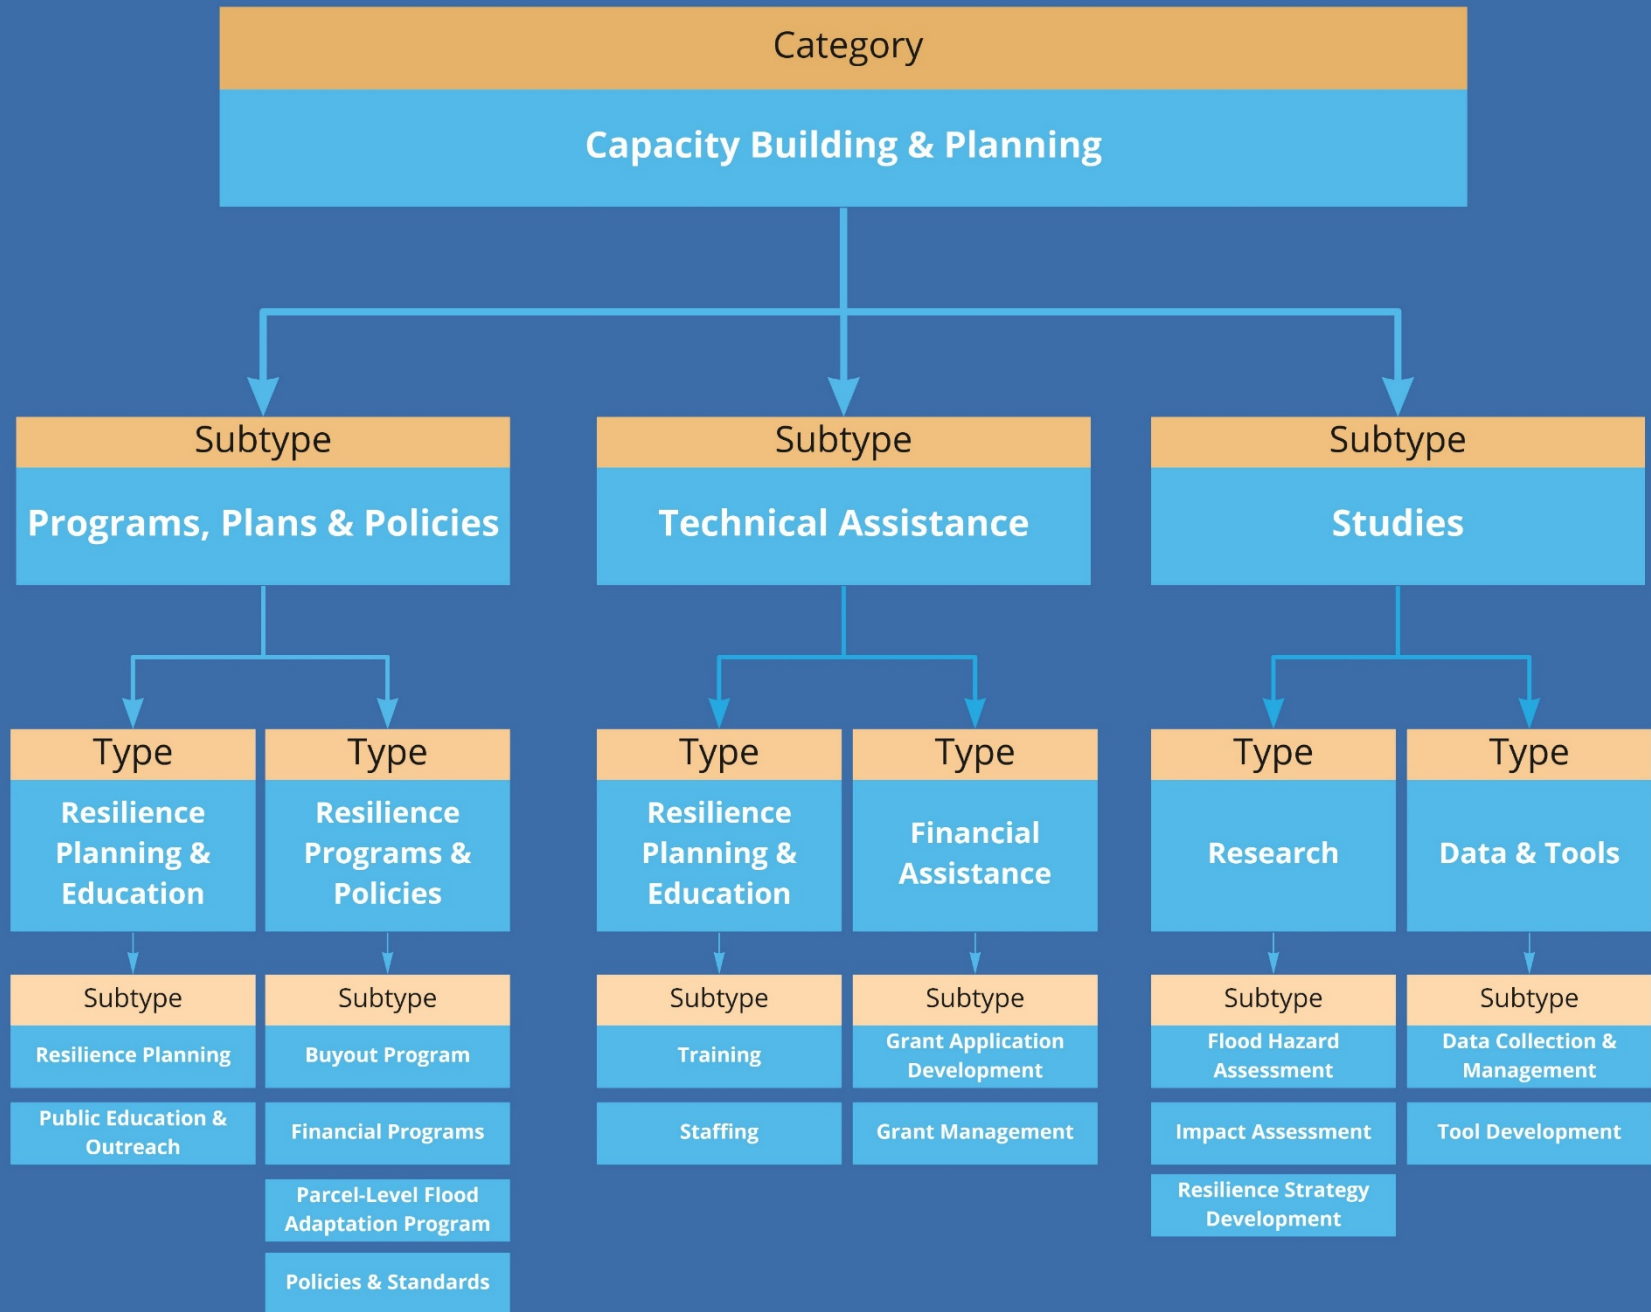 Category
Capacity Building & Planning
Subtype
Programs, Plans & Policies
Subtype
Technical Assistance
Subtype
Studies
Type
Resilience
Planning &
Education
Type
Resilience
Programs &
Policies
Type
Resilience
Planning &
Education
Type
Financial
Assistance
Type
Research
Type
Data & Tools
Subtype
Resilience Planning
Public Education &
Outreach
Subtype
Buyout Program
Financial Programs
Parcel-Level Flood
Adaptation Program
Policies & Standards
Subtype
Training
Staffing
Subtype
Grant Application
Development
Grant Management
Subtype
Flood Hazard
Assessment
Impact Assessment
Resilience Strategy
Development
Subtype
Data Collection &
Management
Tool Development